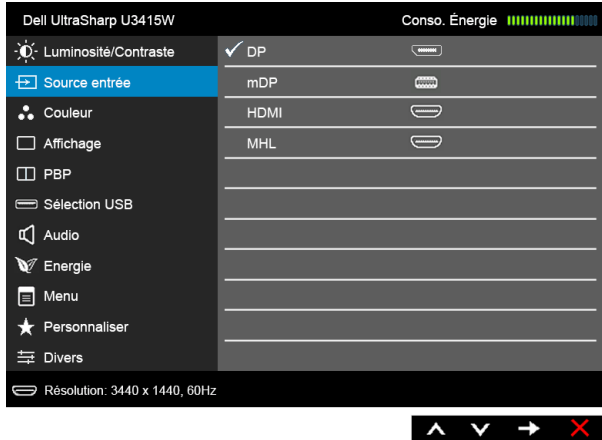 Dell UltraSharp U3415W Conso. Énergie
Luminosité/Contraste DP
Source entrée mDP
Couleur HDMI
Affichage MHL
PBP
Sélection USB
Audio
Energie
Menu
Personnaliser
Divers
Résolution: 3440 x 1440, 60Hz